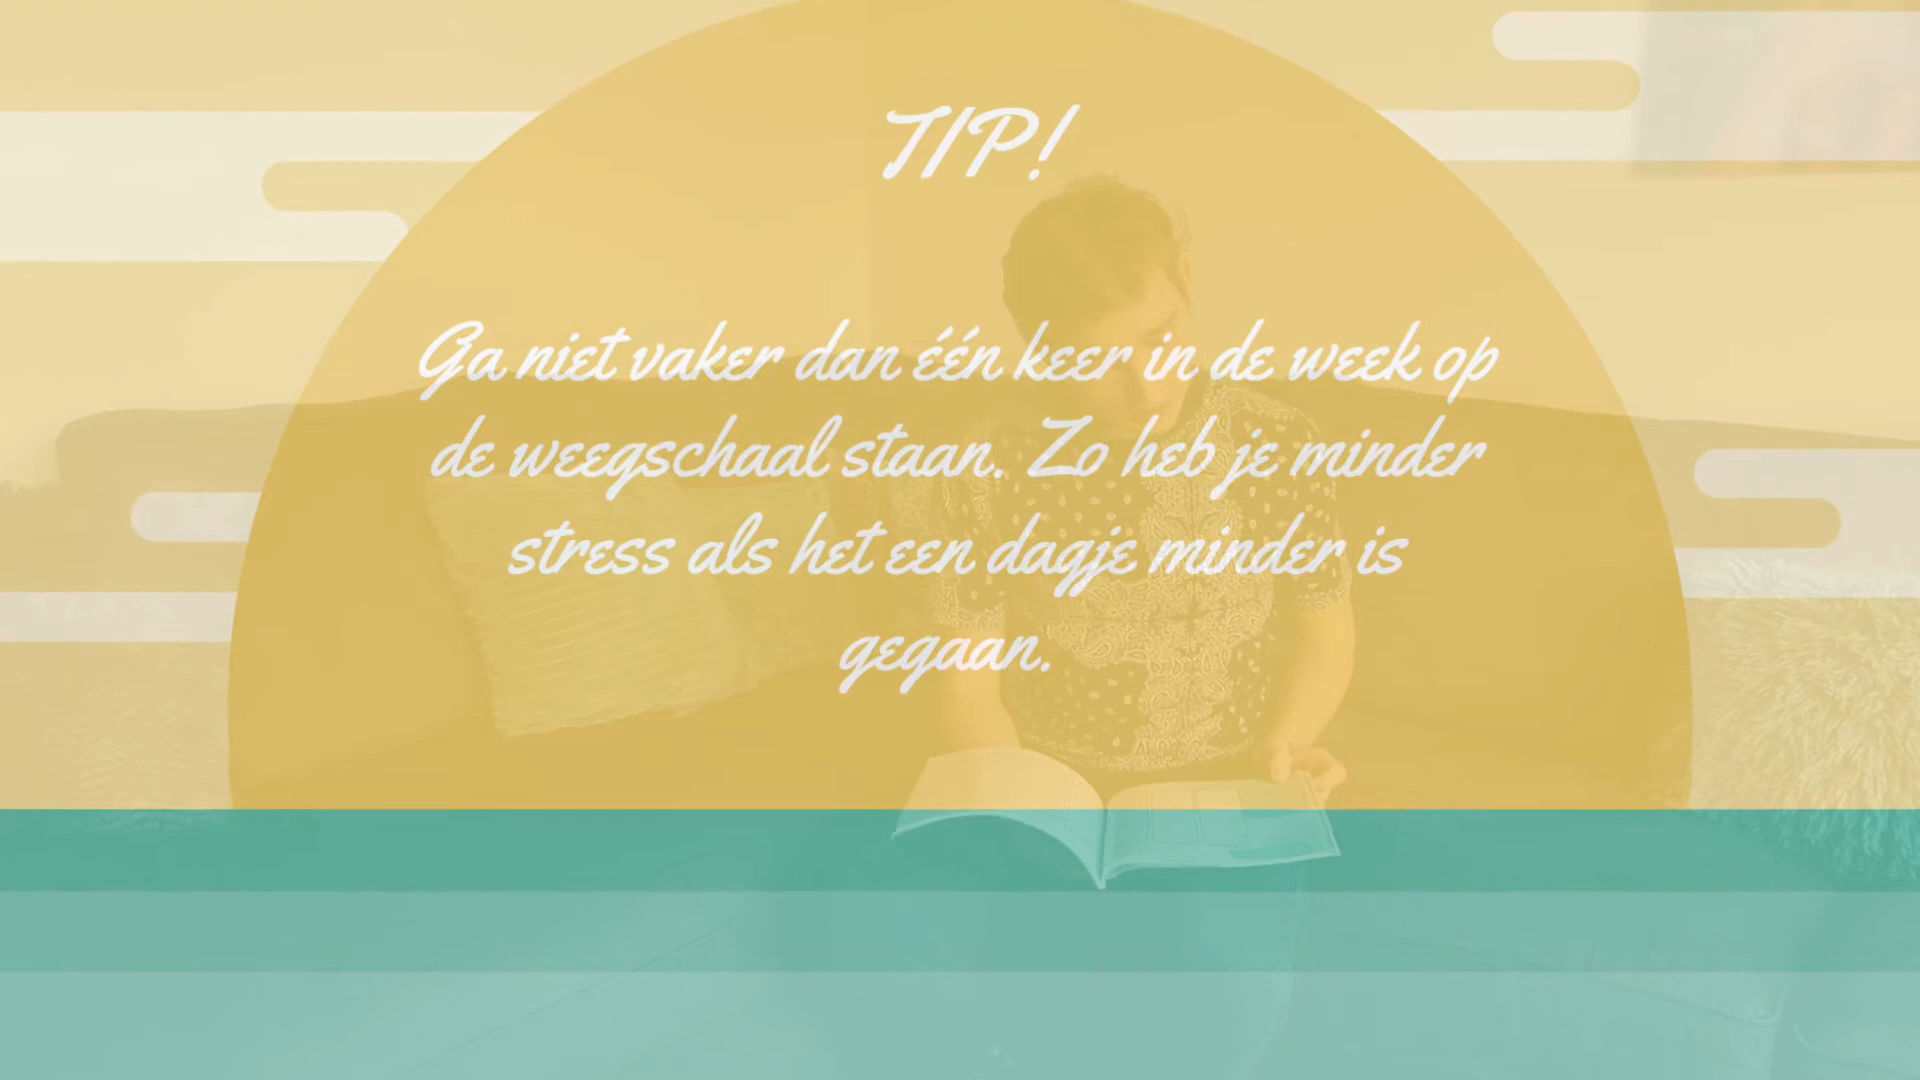 TIP!
Ga niet vaker dan één keer in de week op
de weegschaal staan. Zo heb je minder
stress als het een dagje minder is
gegaan.